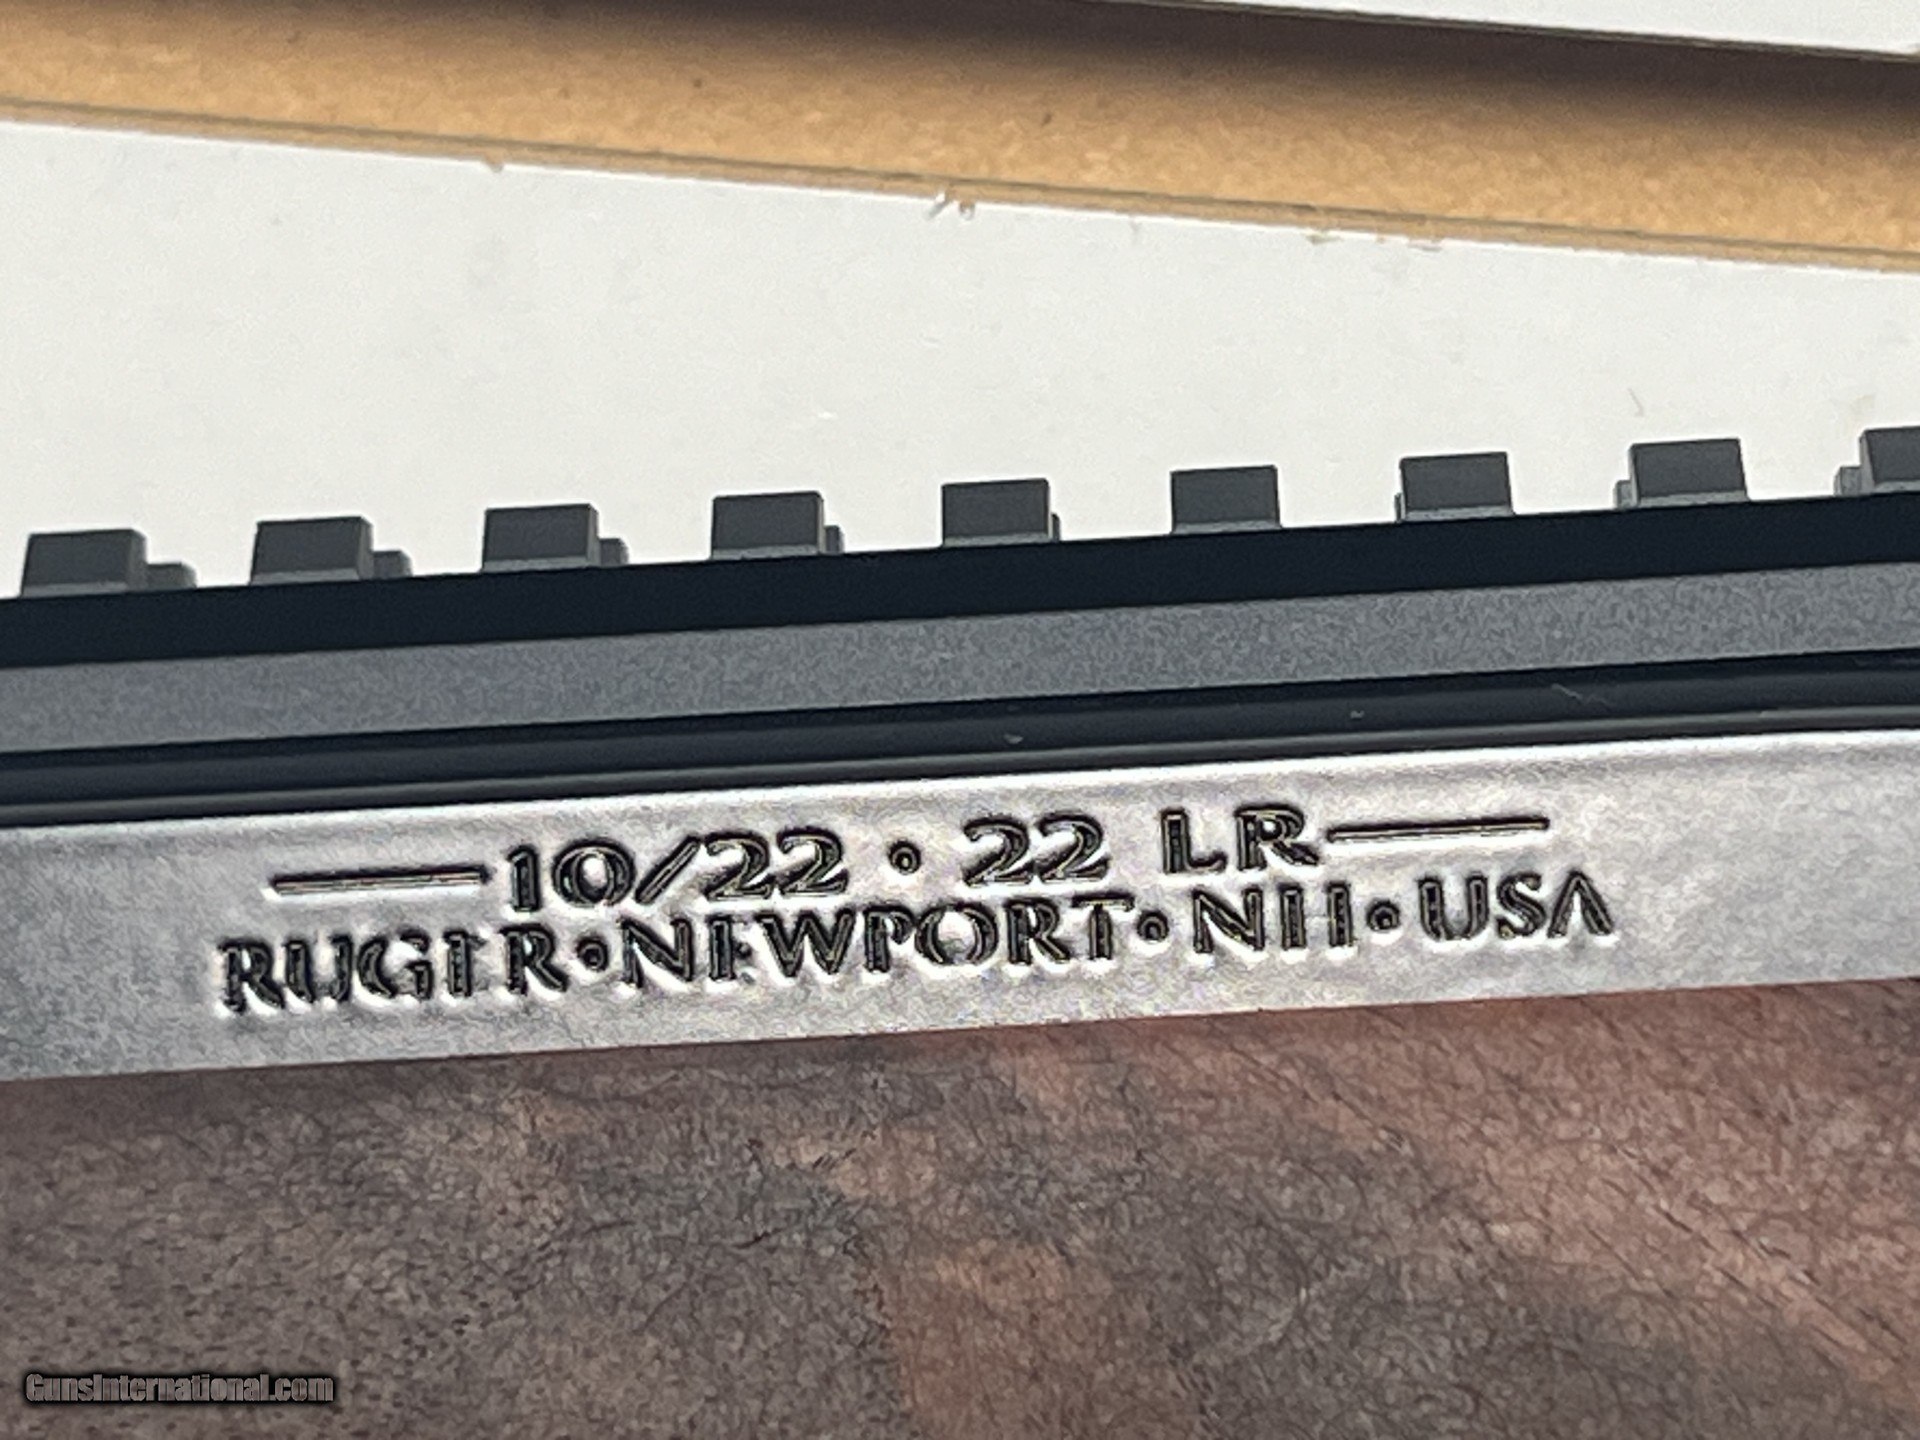 10/22 • 22 LR
RUGER • NEWPORT • NH • USA
GunsInternational.com